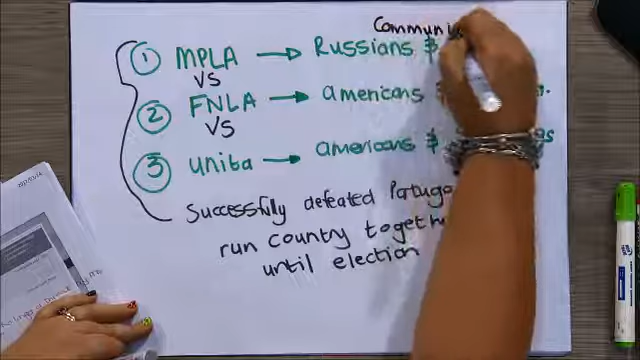 Communi
① MPLA → Russians &
VS
② FNLA → americans
VS
③ Unita → americans &
Successfully defeated Portug
run country togeth
until election